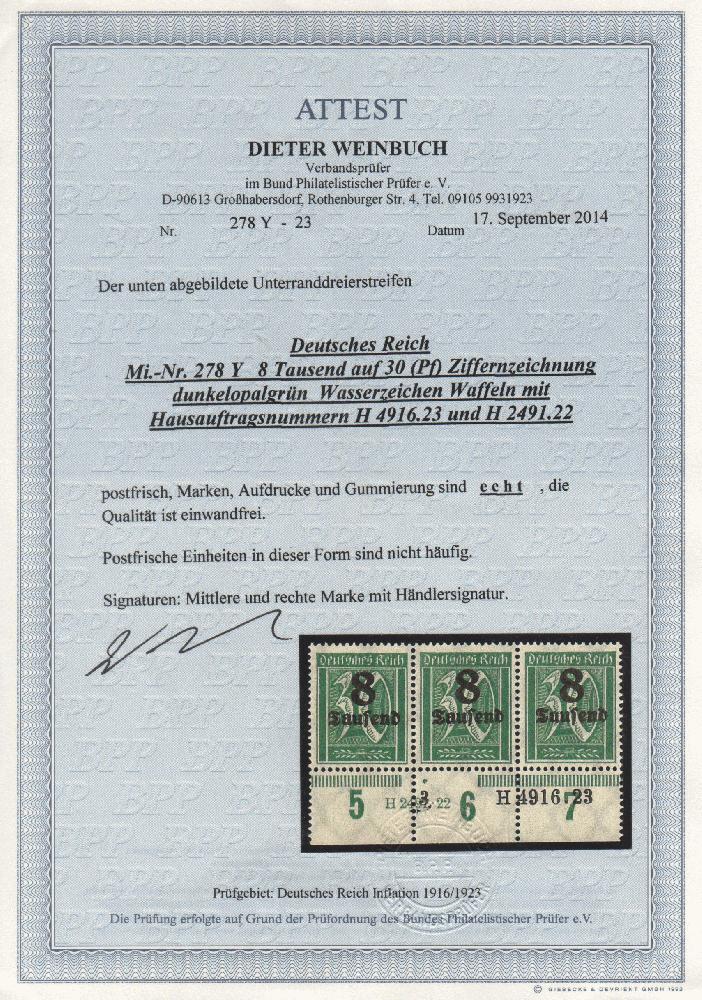 ATTEST
DIETER WEINBUCH
Verbandsprüfer
im Bund Philatelistischer Prüfer e. V.
D-90613 Großhabersdorf, Rothenburger Str. 4, Tel. 09105 9931923
Nr. 278 Y - 23 Datum 17. September 2014
Der unten abgebildete Unterranddreierstreifen
Deutsches Reich
Mi.-Nr. 278 Y 8 Tausend auf 30 (Pf) Ziffernzeichnung
dunkelopalgrün Wasserzeichen Waffeln mit
Hausauftragsnummern H 4916.23 und H 2491.22
postfrisch, Marken, Aufdrucke und Gummierung sind e c h t , die
Qualität ist einwandfrei.
Postfrische Einheiten in dieser Form sind nicht häufig.
Signaturen: Mittlere und rechte Marke mit Händlersignatur.
Deutsches Reich Deutsches Reich Deutsches Reich
8 8 8
Tausend Tausend Tausend
5 6 H 4916 23 7
Prüfgebiet: Deutsches Reich Inflation 1916/1923
Die Prüfung erfolgte auf Grund der Prüfordnung des Bundes Philatelistischer Prüfer e.V.
© GIESECKE & DEVRIENT GMBH 1993